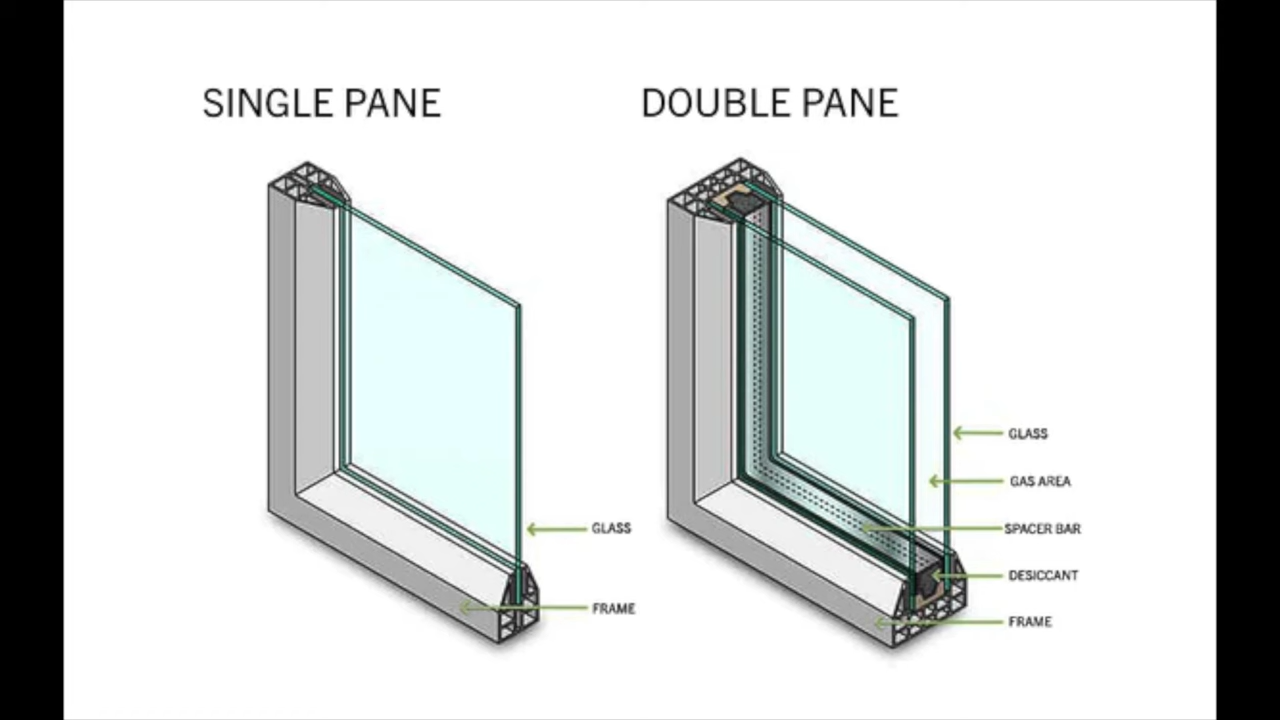 SINGLE PANE
GLASS
FRAME
DOUBLE PANE
GLASS
GAS AREA
SPACER BAR
DESICCANT
FRAME